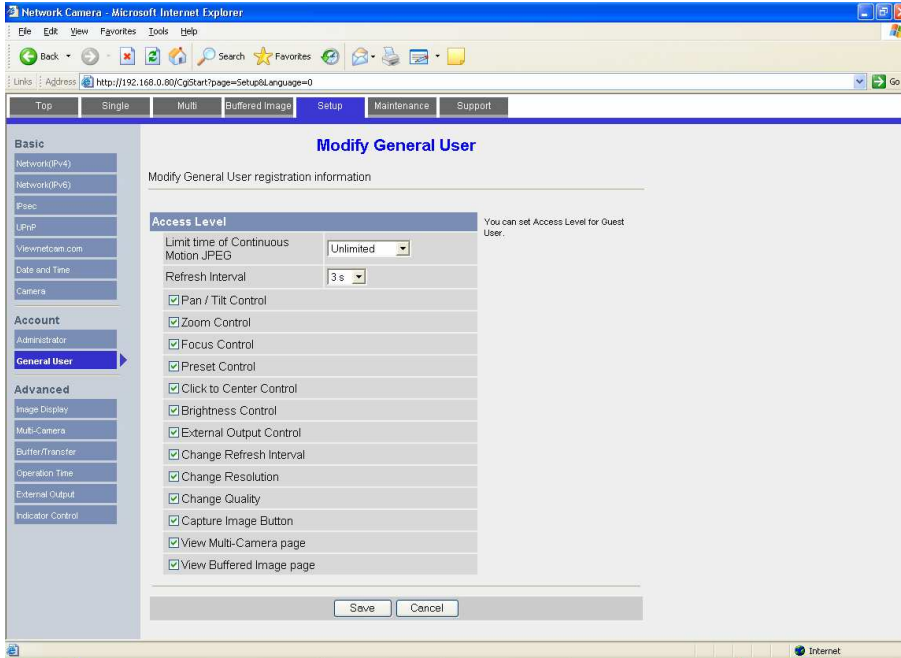 Network Camera - Microsoft Internet Explorer
File Edit View Favorites Tools Help
Back Search Favorites
Links Address http://192.168.0.80/CgiStart?page=Setup&Language=0 Go
Top Single Multi Buffered Image Setup Maintenance Support
Basic
Network(IPv4)
Network(IPv6)
IPsec
UPnP
Viewnetcam.com
Date and Time
Camera
Account
Administrator
General User
Advanced
Image Display
Multi-Camera
Buffer/Transfer
Operation Time
External Output
Indicator Control
Modify General User
Modify General User registration information
Access Level
Limit time of Continuous
Motion JPEG
Unlimited
Refresh Interval 3 s
Pan / Tilt Control
Zoom Control
Focus Control
Preset Control
Click to Center Control
Brightness Control
External Output Control
Change Refresh Interval
Change Resolution
Change Quality
Capture Image Button
View Multi-Camera page
View Buffered Image page
You can set Access Level for Guest
User.
Save Cancel
Internet